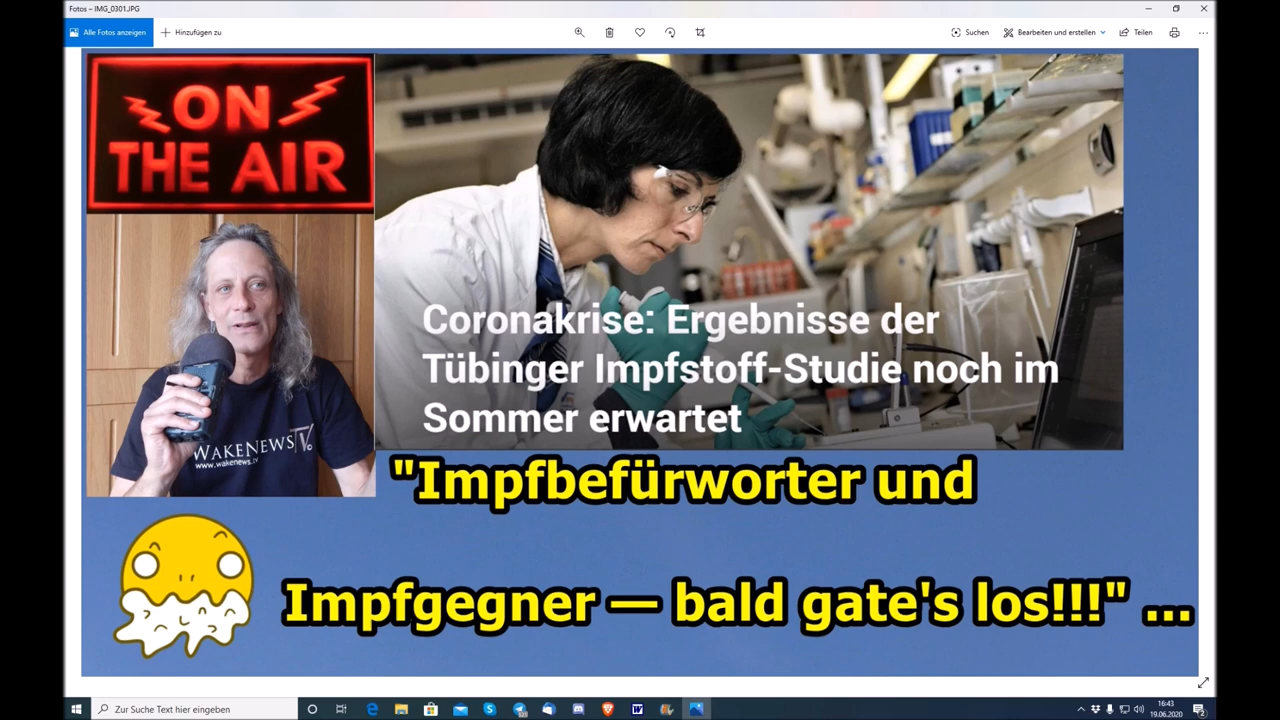 Fotos – IMG_0301.JPG
Alle Fotos anzeigen
Hinzufügen zu
Suchen
Bearbeiten und erstellen
Teilen
ON
THE AIR
WAKENEWSTV
www.wakenews.tv
Coronakrise: Ergebnisse der
Tübinger Impfstoff-Studie noch im
Sommer erwartet
"Impfbefürworter und
Impfgegner — bald gate's los!!!" ...
Zur Suche Text hier eingeben
16:43
19.06.2020